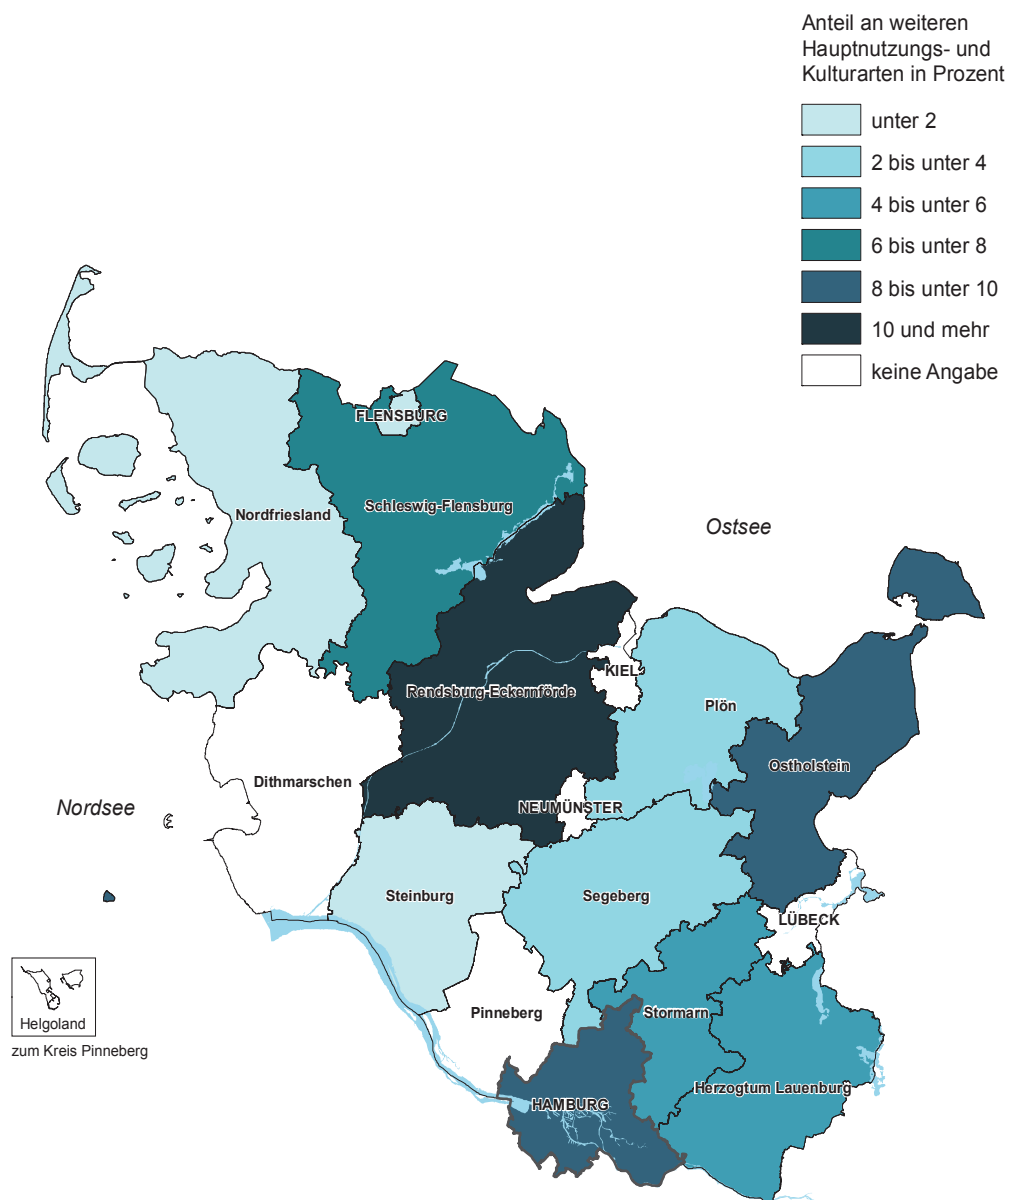 Anteil an weiteren
Hauptnutzungs- und
Kulturarten in Prozent
unter 2
2 bis unter 4
4 bis unter 6
6 bis unter 8
8 bis unter 10
10 und mehr
keine Angabe
FLENSBURG
Schleswig-Flensburg
Nordfriesland
Ostsee
KIEL
Rendsburg-Eckernförde
Plön
Ostholstein
Dithmarschen
Nordsee
NEUMÜNSTER
Steinburg
Segeberg
LÜBECK
Pinneberg
Stormarn
Helgoland
zum Kreis Pinneberg
Herzogtum Lauenburg
HAMBURG